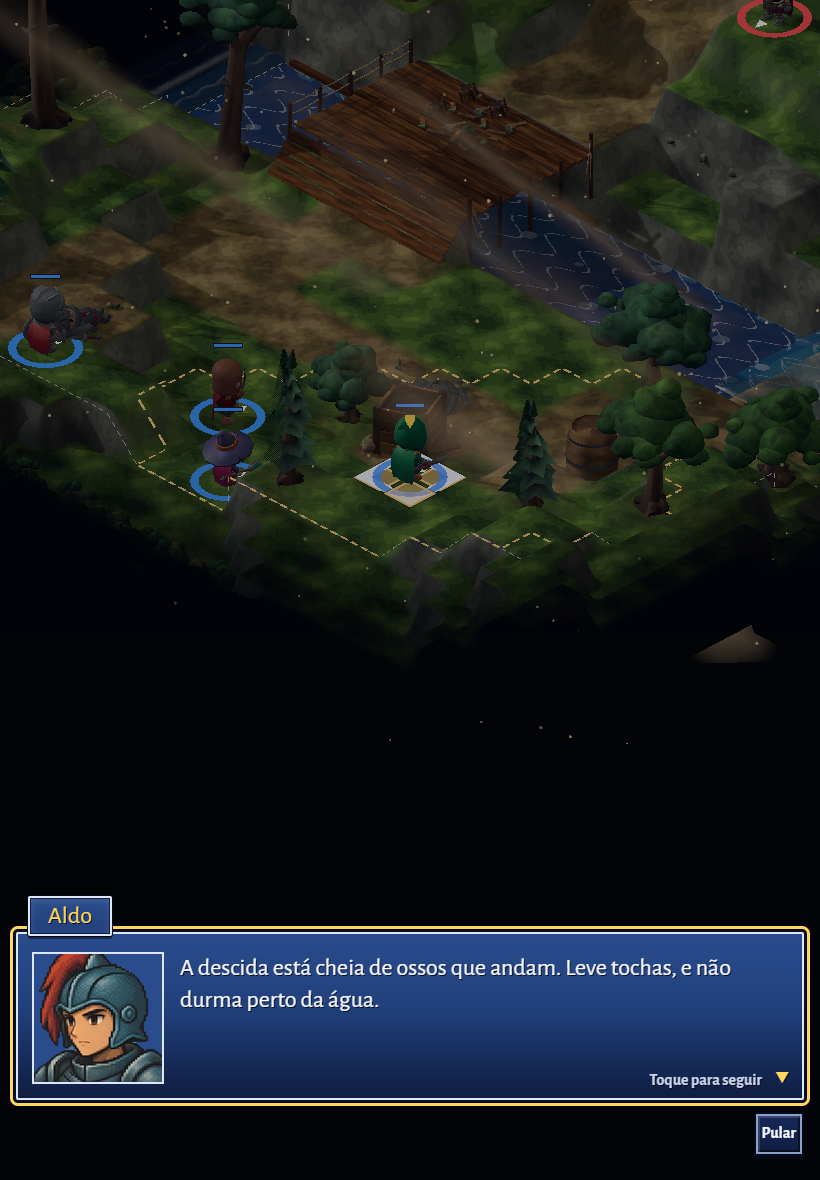 Aldo
A descida está cheia de ossos que andam. Leve tochas, e não
durma perto da água.
Toque para seguir
Pular